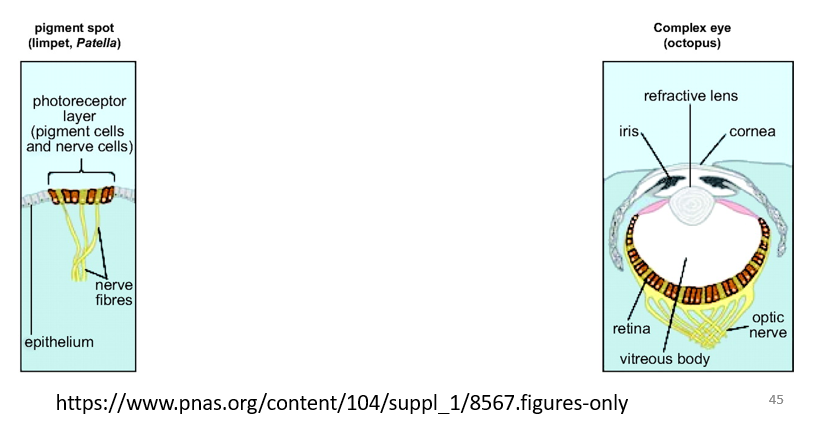 pigment spot
(limpet, Patella)
photoreceptor
layer
(pigment cells
and nerve cells)
nerve
fibres
epithelium
Complex eye
(octopus)
refractive lens
iris
cornea
retina
optic
nerve
vitreous body
https://www.pnas.org/content/104/suppl_1/8567.figures-only
45